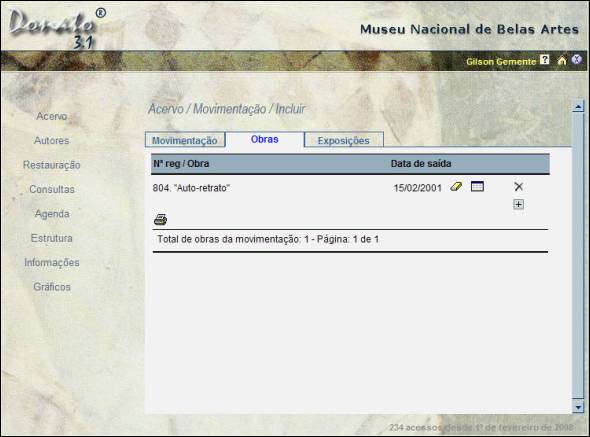 Donato ®
3.1
Museu Nacional de Belas Artes
Gilson Gemente ? X
Acervo / Movimentação / Incluir
Acervo
Autores
Restauração
Consultas
Agenda
Estrutura
Informações
Gráficos
Movimentação Obras Exposições
Nº reg / Obra Data de saída
804. "Auto-retrato" 15/02/2001
Total de obras da movimentação: 1 - Página: 1 de 1
234 acessos desde 1º de fevereiro de 2008